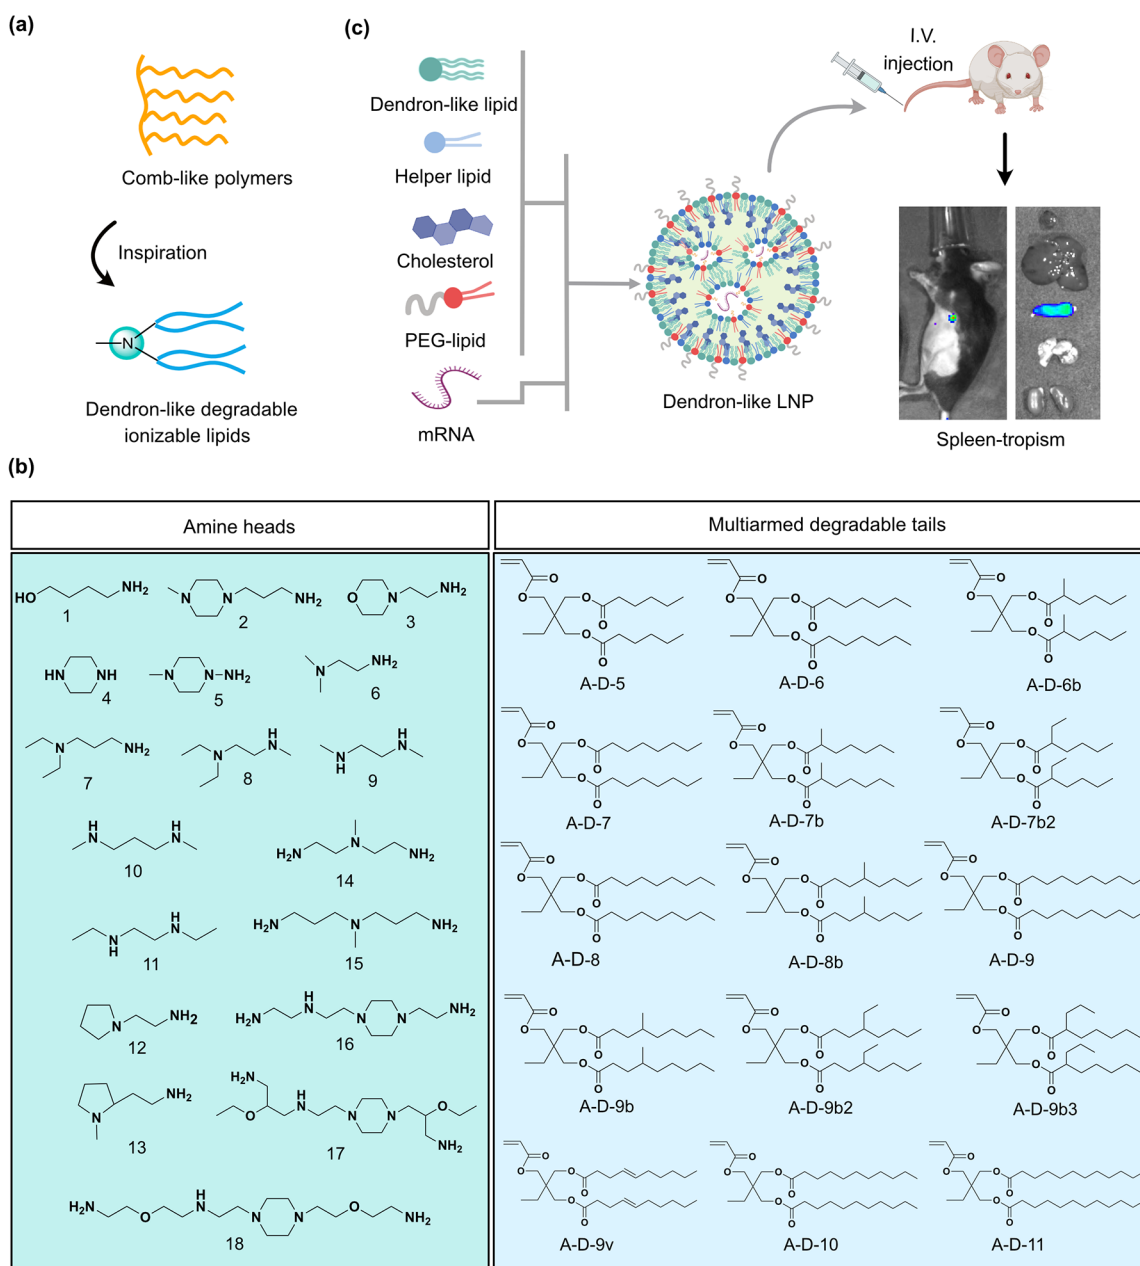 (a)
Comb-like polymers
Inspiration
N
Dendron-like degradable
ionizable lipids
(c)
Dendron-like lipid
Helper lipid
Cholesterol
PEG-lipid
mRNA
Dendron-like LNP
I.V.
injection
Spleen-tropism
(b)
Amine heads
HO NH2
1
N N NH2
2
O N NH2
3
HN NH
4
N N-NH2
5
N NH2
6
N NH2
7
N H N
8
N H H N
9
H N H N
10
H2N N NH2
14
N H H N
11
NH2 N NH2
15
N NH2
12
H2N H N N N NH2
16
N NH2
13
H2N O H N N N O NH2
17
NH2 O H N N N O NH2
18
Multiarmed degradable tails
O O O O O O
A-D-5
O O O O O O
A-D-6
O O O O O O
A-D-6b
O O O O O O
A-D-7
O O O O O O
A-D-7b
O O O O O O
A-D-7b2
O O O O O O
A-D-8
O O O O O O
A-D-8b
O O O O O O
A-D-9
O O O O O O
A-D-9b
O O O O O O
A-D-9b2
O O O O O O
A-D-9b3
O O O O O O
A-D-9v
O O O O O O
A-D-10
O O O O O O
A-D-11